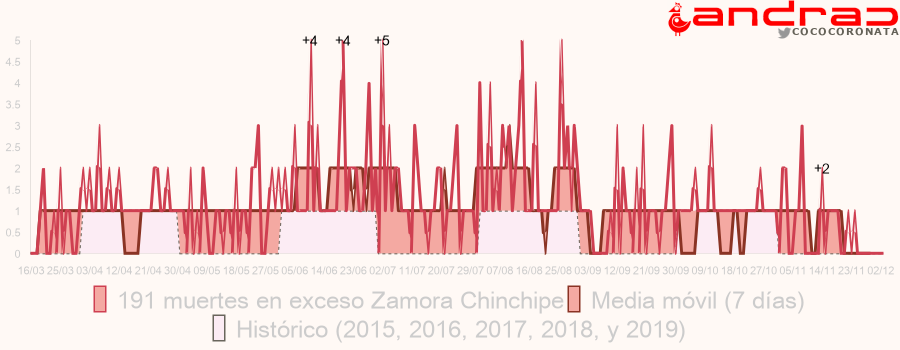 andrac
COCOCORONATA
+4 +4 +5
+2
5
4.5
4
3.5
3
2.5
2
1.5
1
0.5
0
16/03 25/03 03/04 12/04 21/04 30/04 09/05 18/05 27/05 05/06 14/06 23/06 02/07 11/07 20/07 29/07 07/08 16/08 25/08 03/09 12/09 21/09 30/09 09/10 18/10 27/10 05/11 14/11 23/11 02/12
191 muertes en exceso Zamora Chinchipe Media móvil (7 días)
Histórico (2015, 2016, 2017, 2018, y 2019)